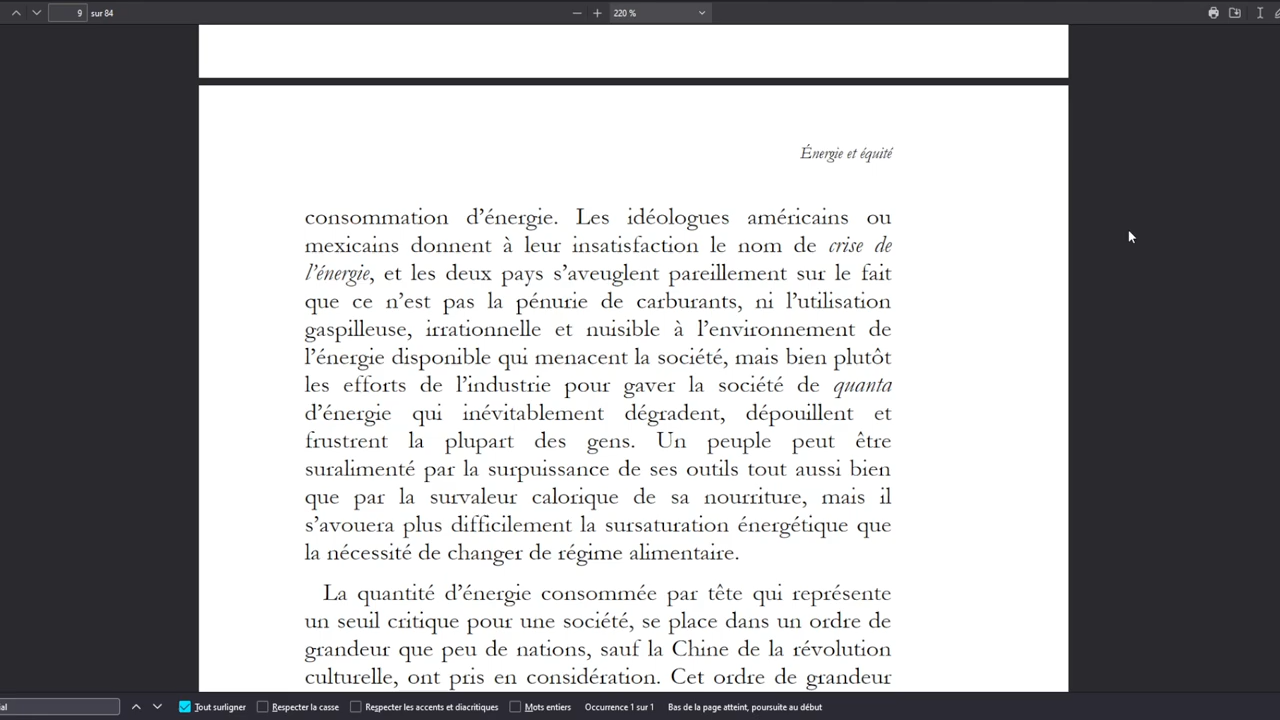 9 sur 84 220 %
Énergie et équité
consommation d’énergie. Les idéologues américains ou
mexicains donnent à leur insatisfaction le nom de crise de
l’énergie, et les deux pays s’aveuglent pareillement sur le fait
que ce n’est pas la pénurie de carburants, ni l’utilisation
gaspilleuse, irrationnelle et nuisible à l’environnement de
l’énergie disponible qui menacent la société, mais bien plutôt
les efforts de l’industrie pour gaver la société de quanta
d’énergie qui inévitablement dégradent, dépouillent et
frustrent la plupart des gens. Un peuple peut être
suralimenté par la surpuissance de ses outils tout aussi bien
que par la survaleur calorique de sa nourriture, mais il
s’avouera plus difficilement la sursaturation énergétique que
la nécessité de changer de régime alimentaire.
La quantité d’énergie consommée par tête qui représente
un seuil critique pour une société, se place dans un ordre de
grandeur que peu de nations, sauf la Chine de la révolution
culturelle, ont pris en considération. Cet ordre de grandeur
ial Tout surligner Respecter la casse Respecter les accents et diacritiques Mots entiers Occurrence 1 sur 1 Bas de la page atteint, poursuite au début